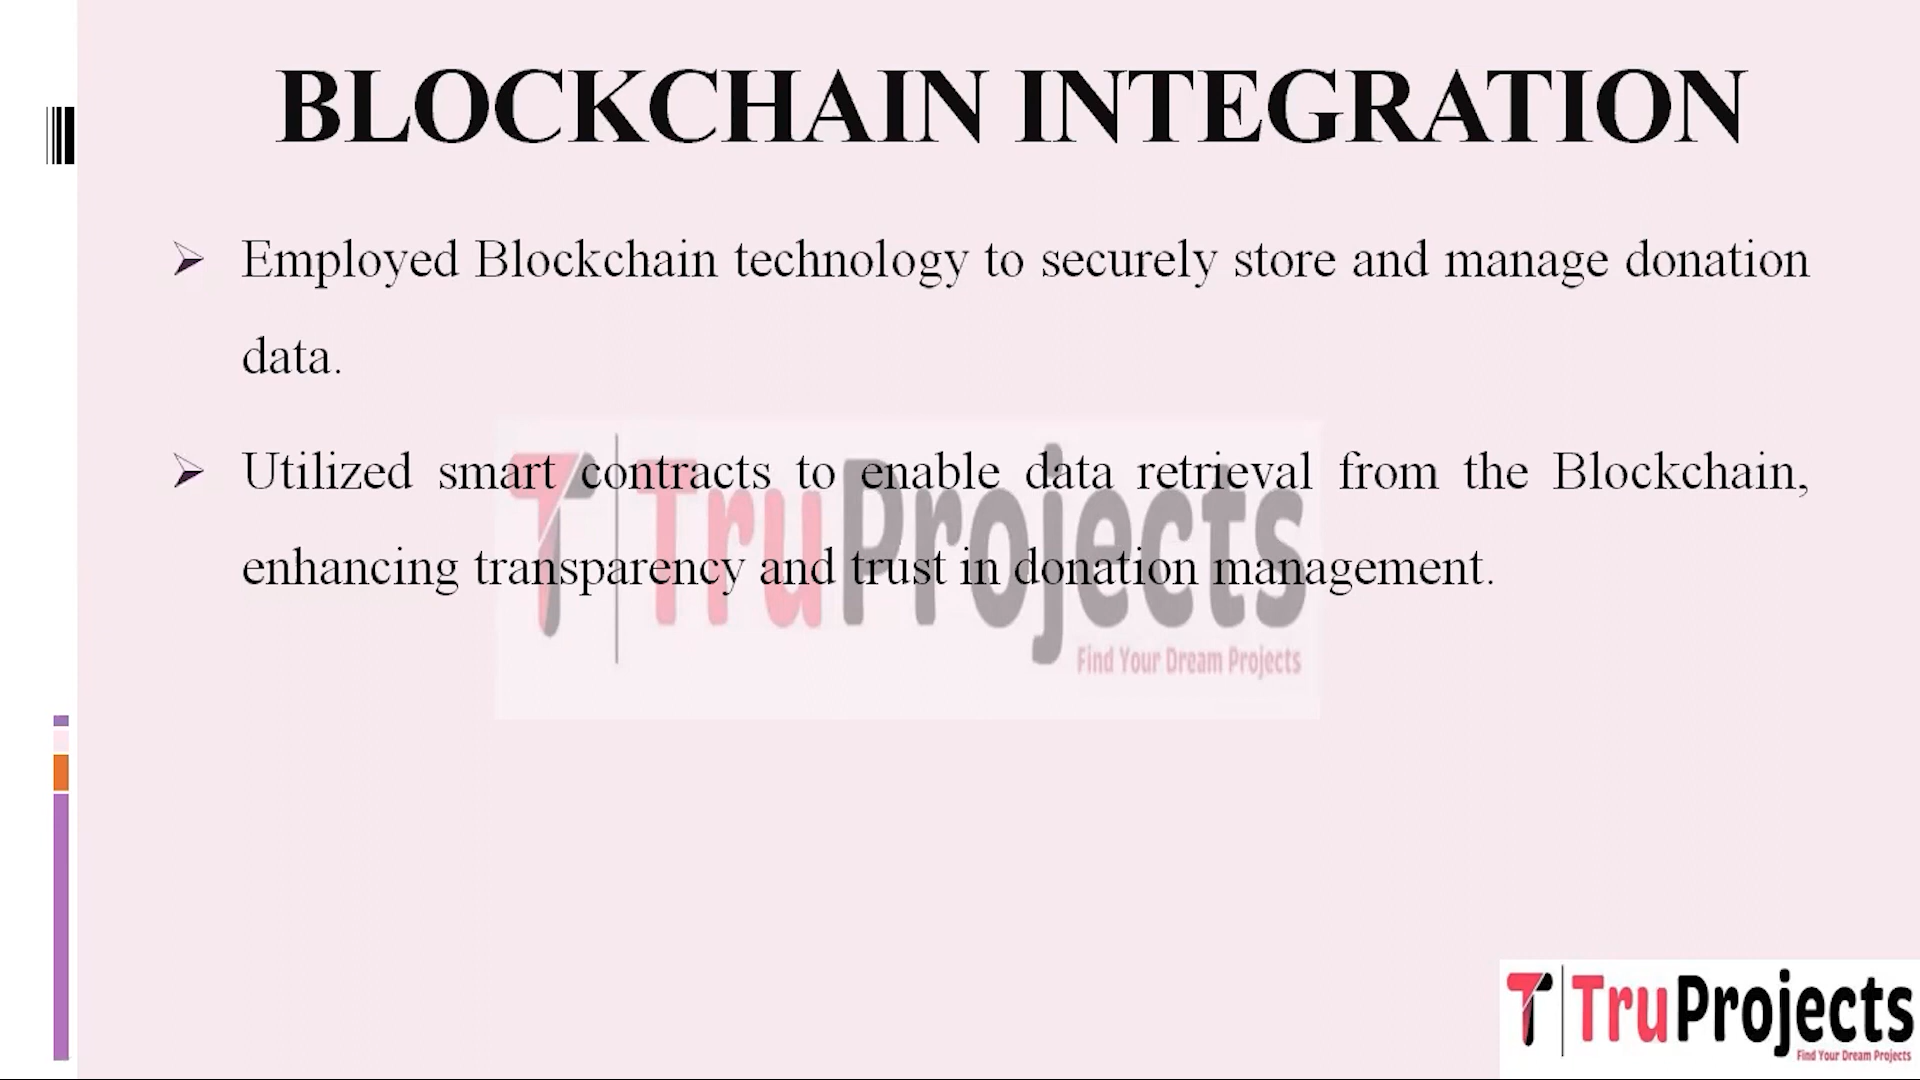 BLOCKCHAIN INTEGRATION
Employed Blockchain technology to securely store and manage donation
data.
Utilized smart contracts to enable data retrieval from the Blockchain,
enhancing transparency and trust in donation management.
TruProjects
Find Your Dream Projects
TruProjects
Find Your Dream Projects